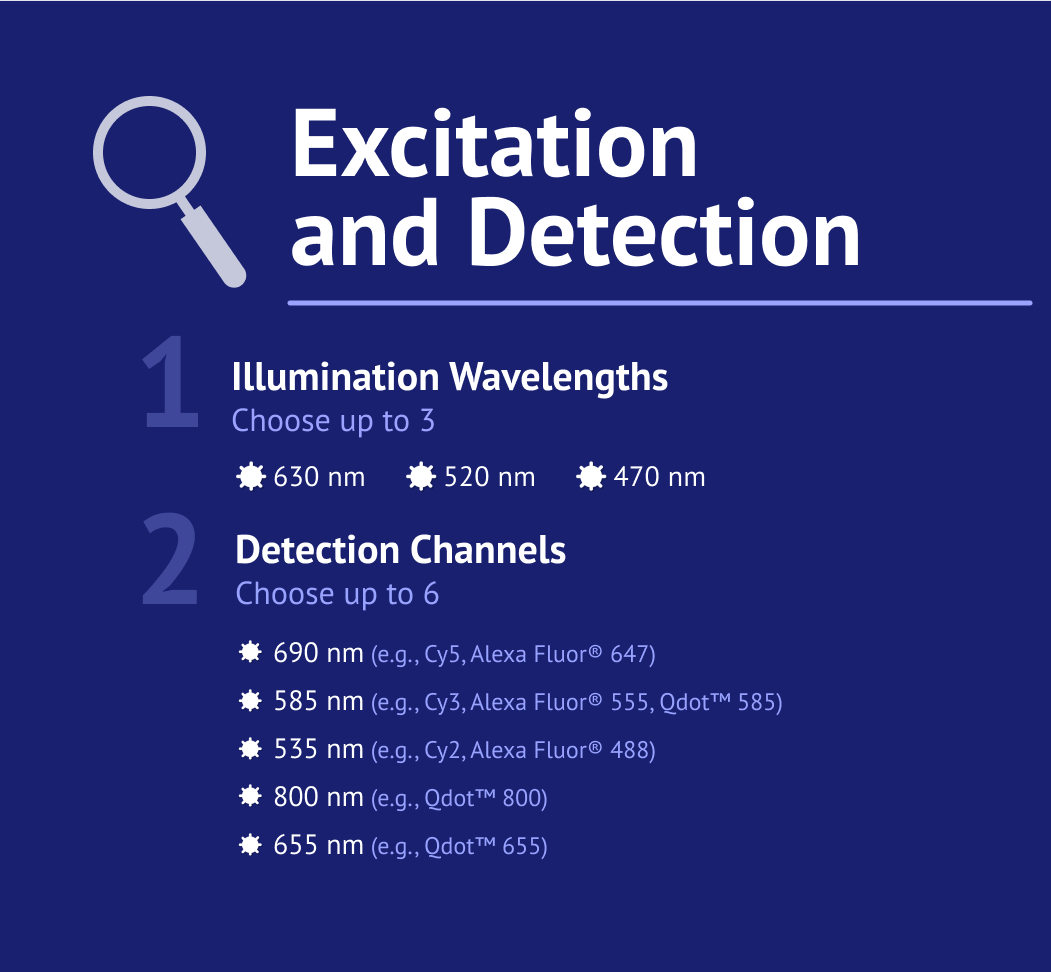 Excitation
and Detection
1
Illumination Wavelengths
Choose up to 3
630 nm 520 nm 470 nm
2
Detection Channels
Choose up to 6
690 nm (e.g., Cy5, Alexa Fluor® 647)
585 nm (e.g., Cy3, Alexa Fluor® 555, Qdot™ 585)
535 nm (e.g., Cy2, Alexa Fluor® 488)
800 nm (e.g., Qdot™ 800)
655 nm (e.g., Qdot™ 655)